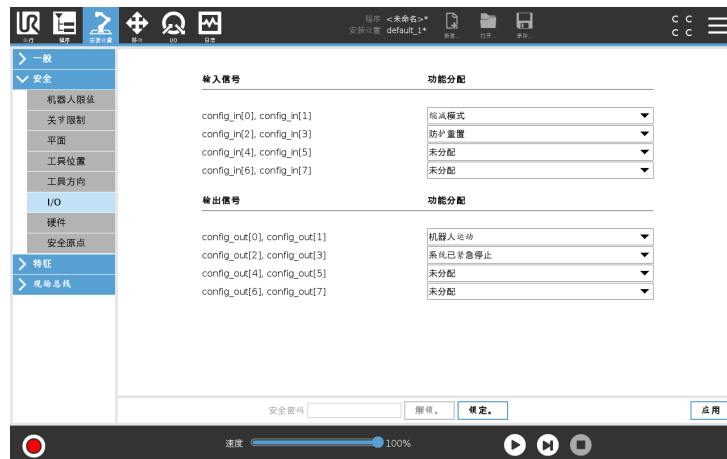 UR
运行
程序
安装设置
移动
I/O
日志
程序 <未命名>*
安装设置 default_1*
新建...
打开...
保存...
C C
C C
一般
安全
机器人限值
关节限制
平面
工具位置
工具方向
I/O
硬件
安全原点
特征
现场总线
输入信号 功能分配
config_in[0], config_in[1] 缩减模式
config_in[2], config_in[3] 防护重置
config_in[4], config_in[5] 未分配
config_in[6], config_in[7] 未分配
输出信号 功能分配
config_out[0], config_out[1] 机器人运动
config_out[2], config_out[3] 系统已紧急停止
config_out[4], config_out[5] 未分配
config_out[6], config_out[7] 未分配
安全密码 解锁。 锁定。 应用
速度 100%